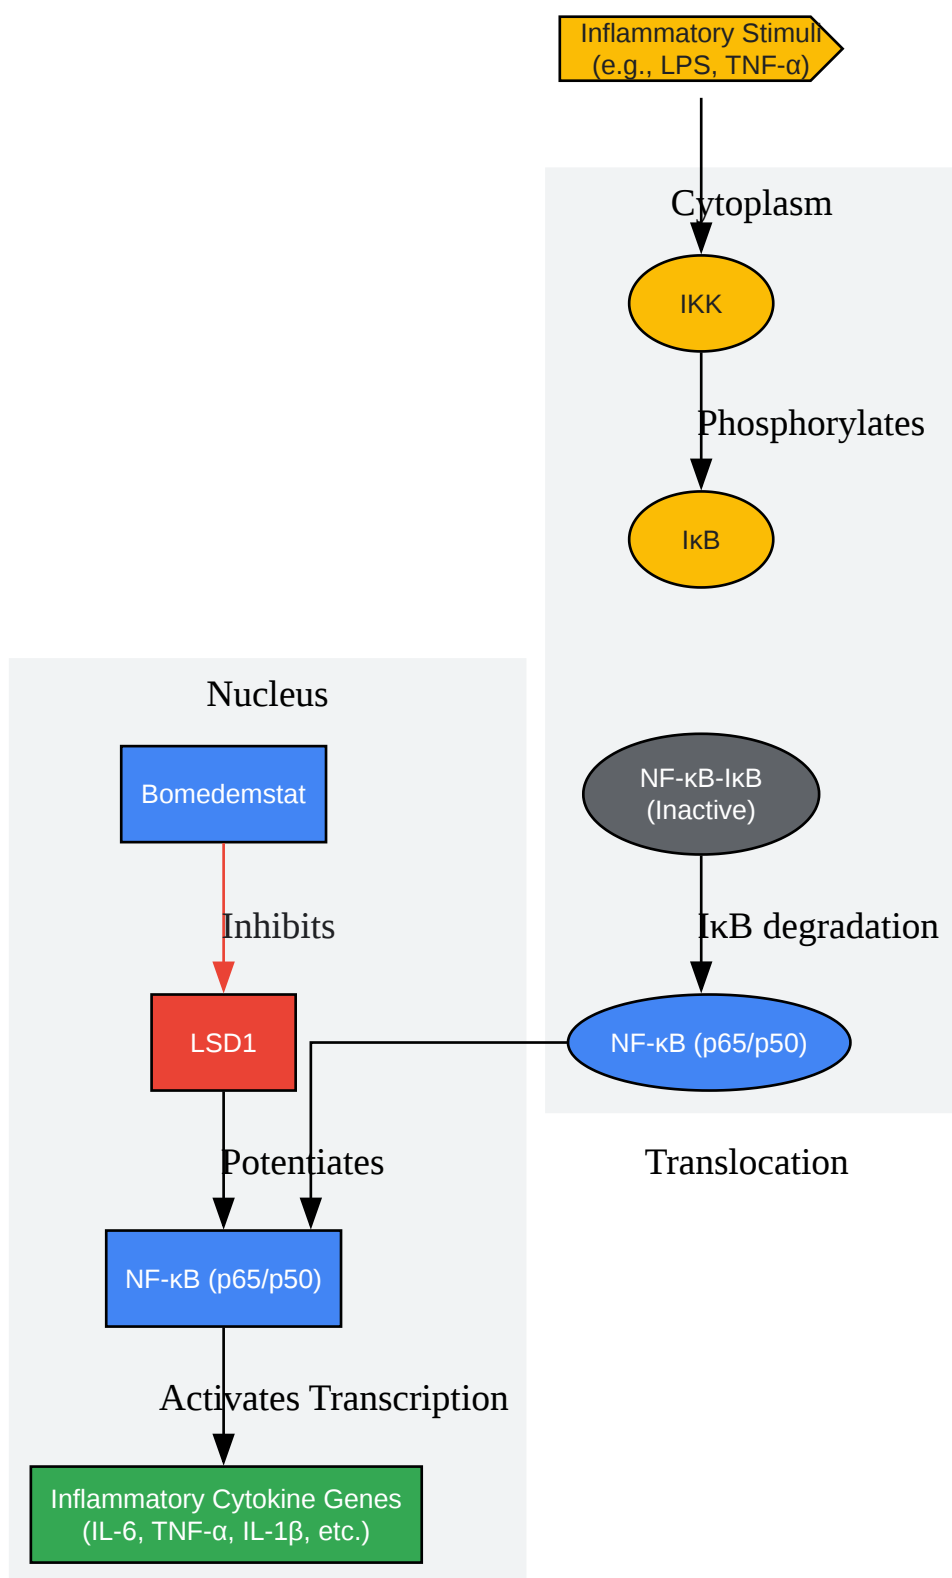 Inflammatory Stimuli
(e.g., LPS, TNF-α)
Cytoplasm
IKK
Phosphorylates
IκB
Nucleus
Bomedemstat
NF-κB-IκB
(Inactive)
Inhibits
IκB degradation
LSD1
NF-κB (p65/p50)
Potentiates
Translocation
NF-κB (p65/p50)
Activates Transcription
Inflammatory Cytokine Genes
(IL-6, TNF-α, IL-1β, etc.)